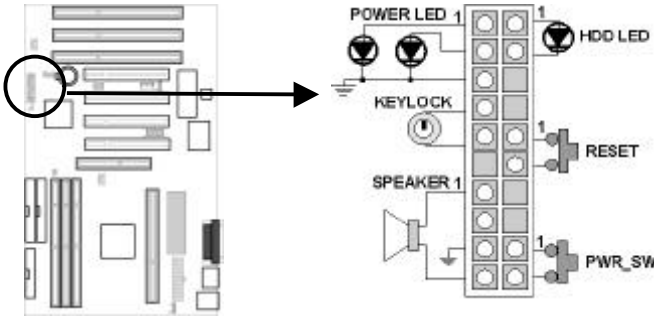 POWER LED 1
1
HDD LED
KEYLOCK
1
RESET
SPEAKER 1
1
PWR_SW